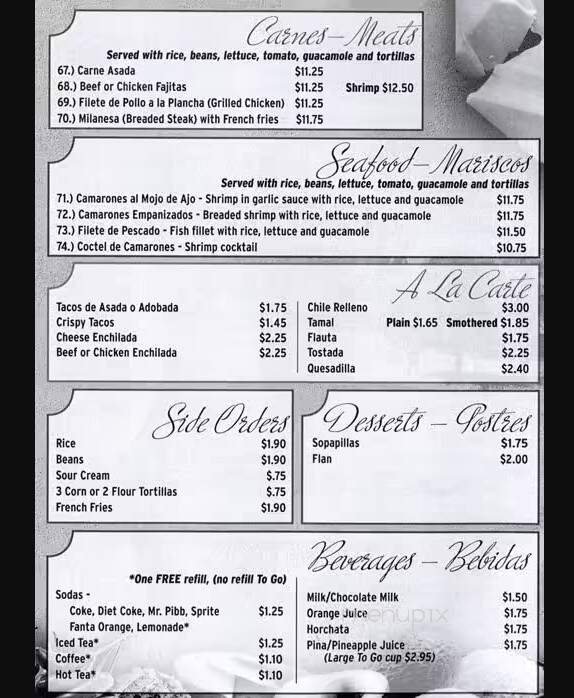 Carnes - Meats
Served with rice, beans, lettuce, tomato, guacamole and tortillas
67.) Carne Asada $11.25
68.) Beef or Chicken Fajitas $11.25 Shrimp $12.50
69.) Filete de Pollo a la Plancha (Grilled Chicken) $11.25
70.) Milanesa (Breaded Steak) with French fries $11.75
Seafood - Mariscos
Served with rice, beans, lettuce, tomato, guacamole and tortillas
71.) Camarones al Mojo de Ajo - Shrimp in garlic sauce with rice, lettuce and guacamole $11.75
72.) Camarones Empanizados - Breaded shrimp with rice, lettuce and guacamole $11.75
73.) Filete de Pescado - Fish fillet with rice, lettuce and guacamole $11.50
74.) Coctel de Camarones - Shrimp cocktail $10.75
A La Carte
Tacos de Asada o Adobada $1.75
Crispy Tacos $1.45
Cheese Enchilada $2.25
Beef or Chicken Enchilada $2.25
Chile Relleno $3.00
Tamal Plain $1.65 Smothered $1.85
Flauta $1.75
Tostada $2.25
Quesadilla $2.40
Side Orders
Rice $1.90
Beans $1.90
Sour Cream $.75
3 Corn or 2 Flour Tortillas $.75
French Fries $1.90
Desserts - Postres
Sopapillas $1.75
Flan $2.00
Beverages - Bebidas
*One FREE refill, (no refill To Go)
Sodas -
Coke, Diet Coke, Mr. Pibb, Sprite $1.25
Fanta Orange, Lemonade*
Iced Tea* $1.25
Coffee* $1.10
Hot Tea* $1.10
Milk/Chocolate Milk $1.50
Orange Juice $1.75
Horchata $1.75
Pina/Pineapple Juice $1.75
(Large To Go cup $2.95)